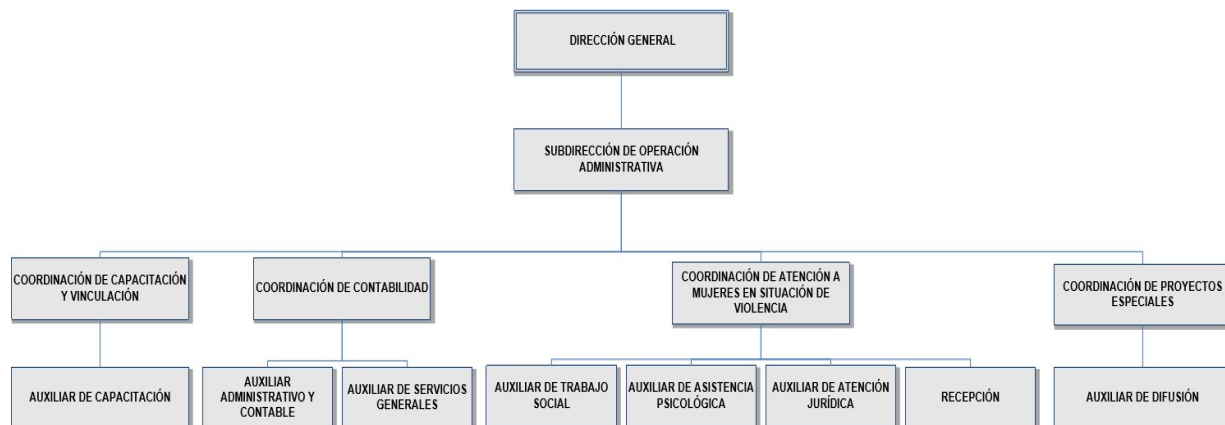 DIRECCIÓN GENERAL
SUBDIRECCIÓN DE OPERACIÓN
ADMINISTRATIVA
COORDINACIÓN DE CAPACITACIÓN
Y VINCULACIÓN
COORDINACIÓN DE CONTABILIDAD
COORDINACIÓN DE ATENCIÓN A
MUJERES EN SITUACIÓN DE
VIOLENCIA
COORDINACIÓN DE PROYECTOS
ESPECIALES
AUXILIAR DE CAPACITACIÓN
AUXILIAR
ADMINISTRATIVO Y
CONTABLE
AUXILIAR DE SERVICIOS
GENERALES
AUXILIAR DE TRABAJO
SOCIAL
AUXILIAR DE ASISTENCIA
PSICOLÓGICA
AUXILIAR DE ATENCIÓN
JURÍDICA
RECEPCIÓN
AUXILIAR DE DIFUSIÓN